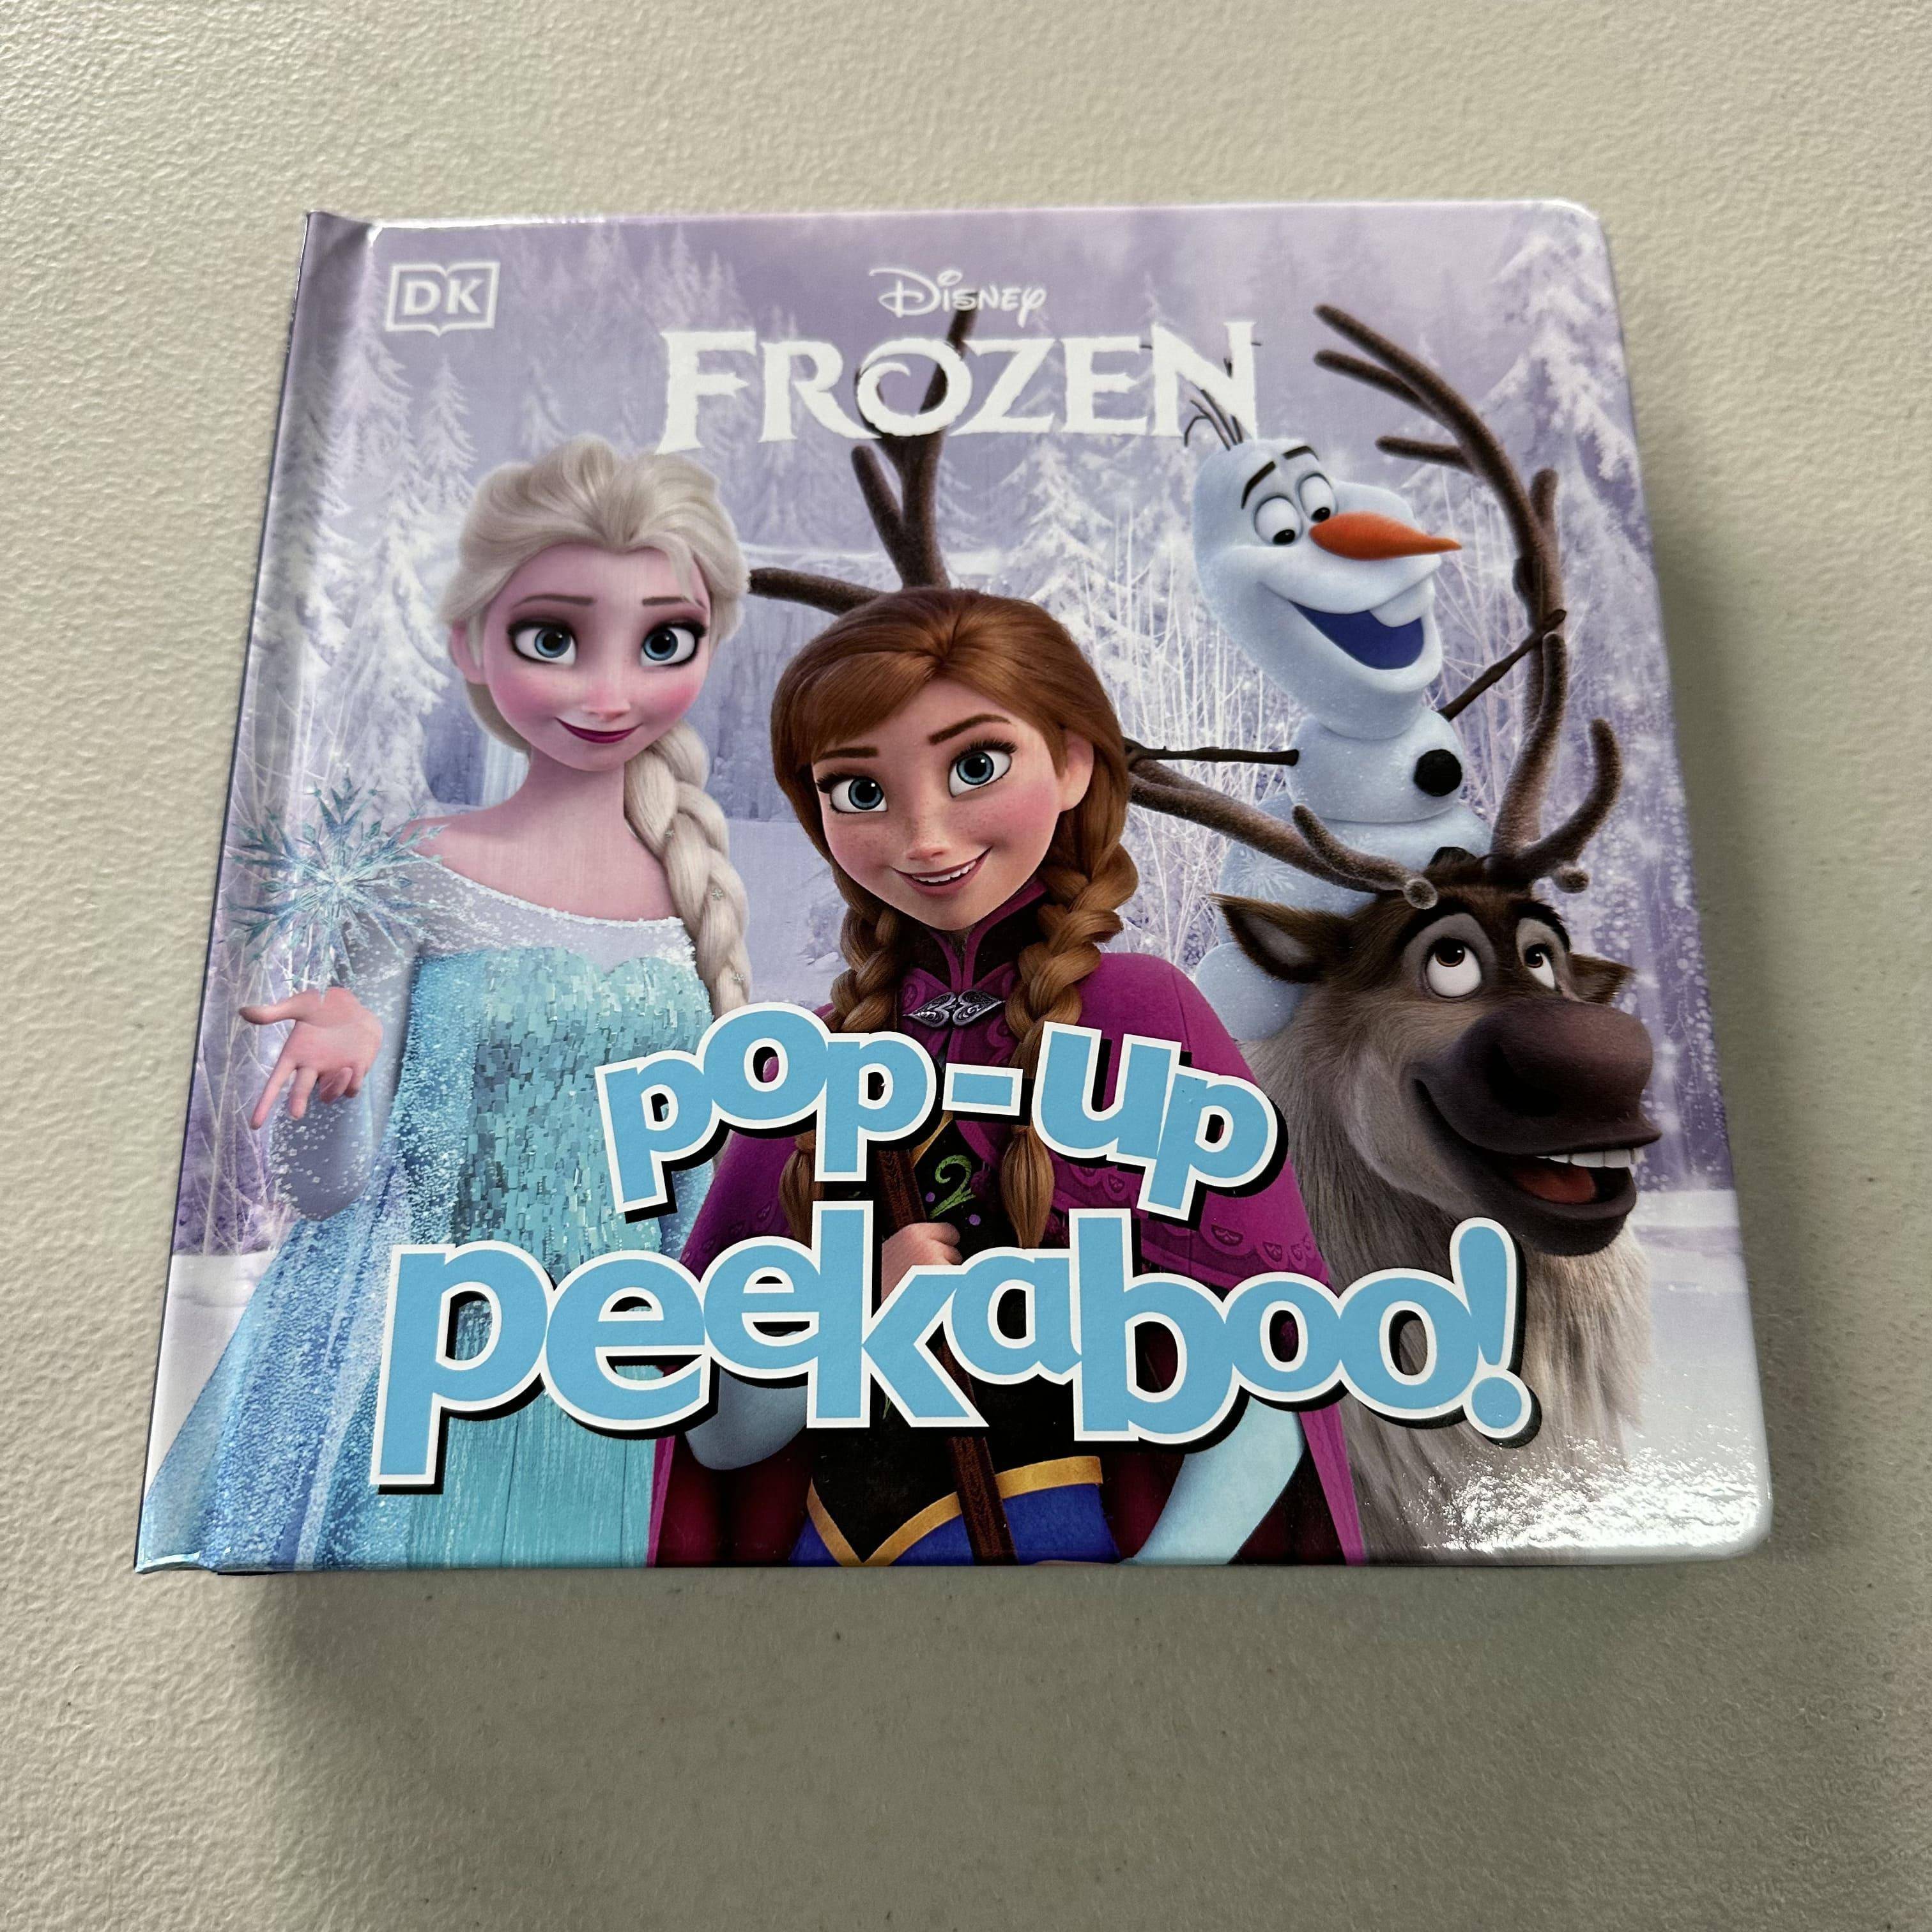 DK
Disney
FROZEN
pop-up
peekaboo!